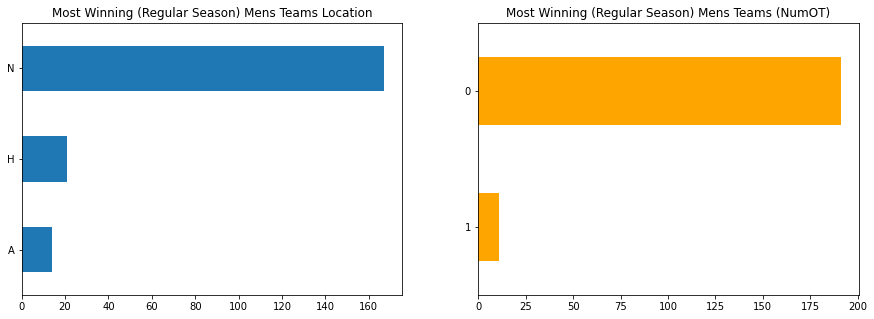 Most Winning (Regular Season) Mens Teams Location
N
H
A
0 20 40 60 80 100 120 140 160
Most Winning (Regular Season) Mens Teams (NumOT)
0
1
0 25 50 75 100 125 150 175 200